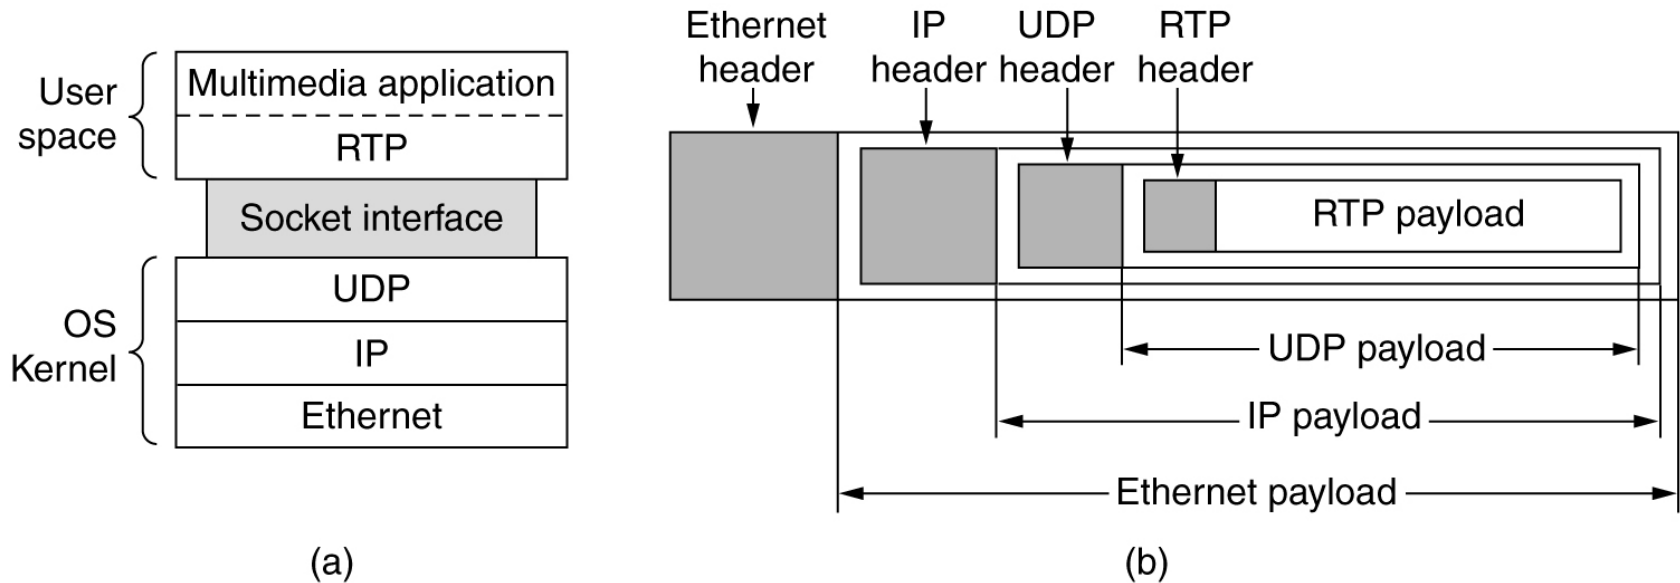 User
space
Multimedia application
RTP
Socket interface
OS
Kernel
UDP
IP
Ethernet
(a)
Ethernet
header
IP
header
UDP
header
RTP
header
RTP payload
UDP payload
IP payload
Ethernet payload
(b)